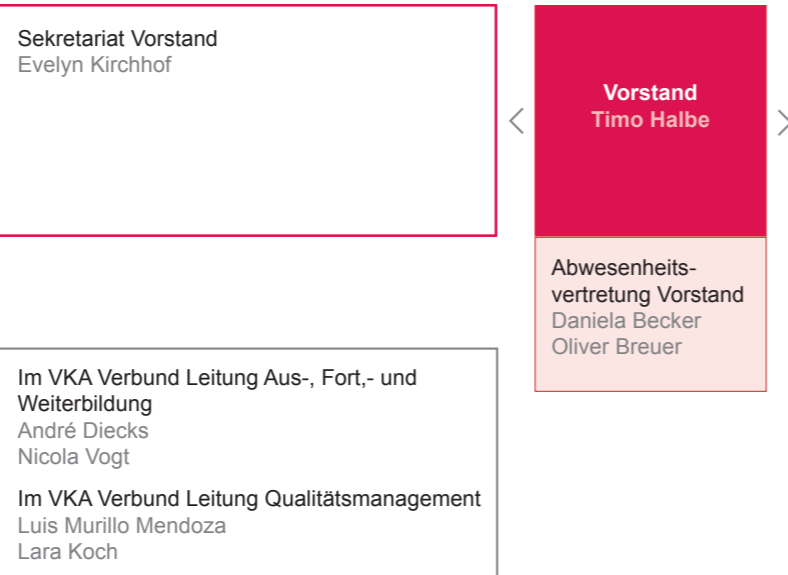 Sekretariat Vorstand
Evelyn Kirchhof
Vorstand
Timo Halbe
Abwesenheits-
vertretung Vorstand
Daniela Becker
Oliver Breuer
Im VKA Verbund Leitung Aus-, Fort,- und
Weiterbildung
André Diecks
Nicola Vogt
Im VKA Verbund Leitung Qualitätsmanagement
Luis Murillo Mendoza
Lara Koch